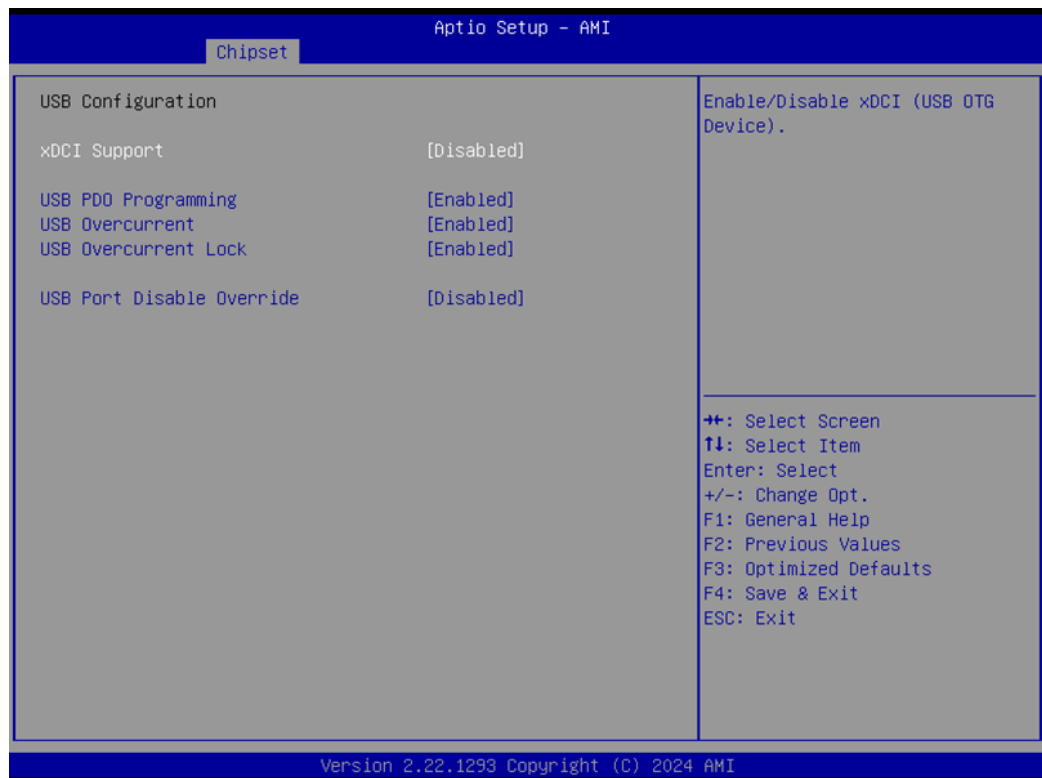 Aptio Setup – AMI
Chipset
USB Configuration
xDCI Support [Disabled]
USB PDO Programming [Enabled]
USB Overcurrent [Enabled]
USB Overcurrent Lock [Enabled]
USB Port Disable Override [Disabled]
Enable/Disable xDCI (USB OTG
Device).
→←: Select Screen
↑↓: Select Item
Enter: Select
+/-: Change Opt.
F1: General Help
F2: Previous Values
F3: Optimized Defaults
F4: Save & Exit
ESC: Exit
Version 2.22.1293 Copyright (C) 2024 AMI